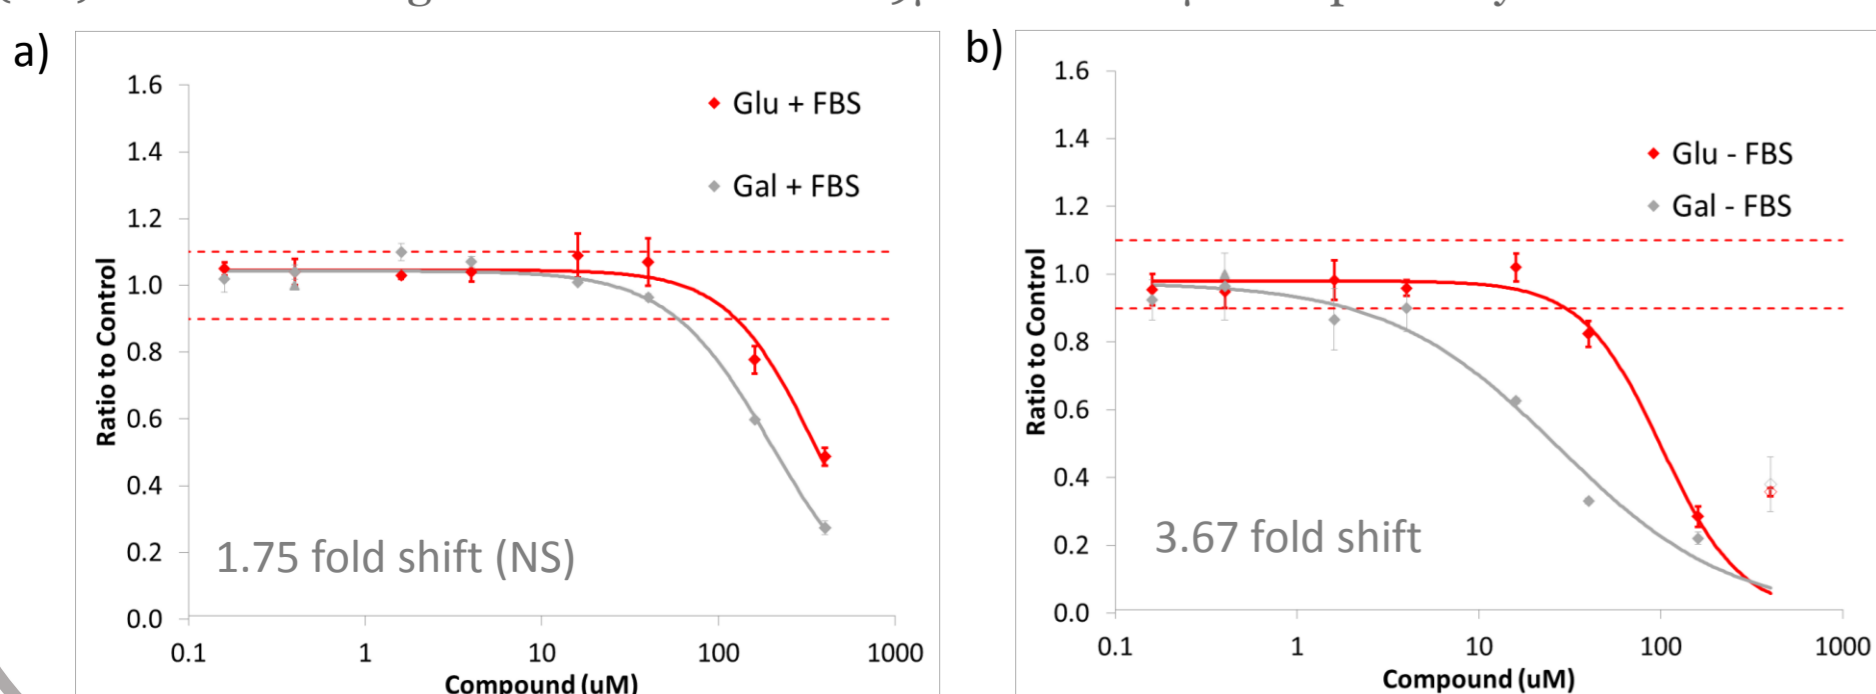 a)
1.6
1.4
1.2
1.0
0.8
0.6
0.4
0.2
0.0
0.1 1 10 100 1000
Ratio to Control
Compound (uM)
Glu + FBS
Gal + FBS
1.75 fold shift (NS)
b)
1.6
1.4
1.2
1.0
0.8
0.6
0.4
0.2
0.0
0.1 1 10 100 1000
Ratio to Control
Compound (uM)
Glu - FBS
Gal - FBS
3.67 fold shift